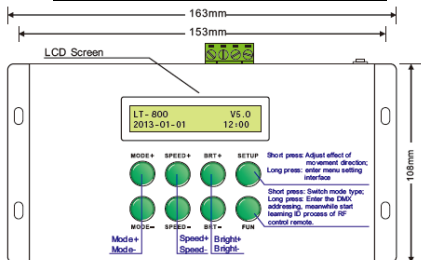 163mm
153mm
LCD Screen
LT-800 V5.0
2013-01-01 12:00
MODE+ SPEED+ BRT+ SETUP
Short press: Adjust effect of
movement direction;
Long press: enter menu setting
interface
Short press: Switch mode type;
Long press: Enter the DMX
addressing, meanwhile start
learning ID process of RF
control remote.
MODE- SPEED- BRT- FUN
Mode+ Speed+ Bright+
Mode- Speed- Bright-
108mm